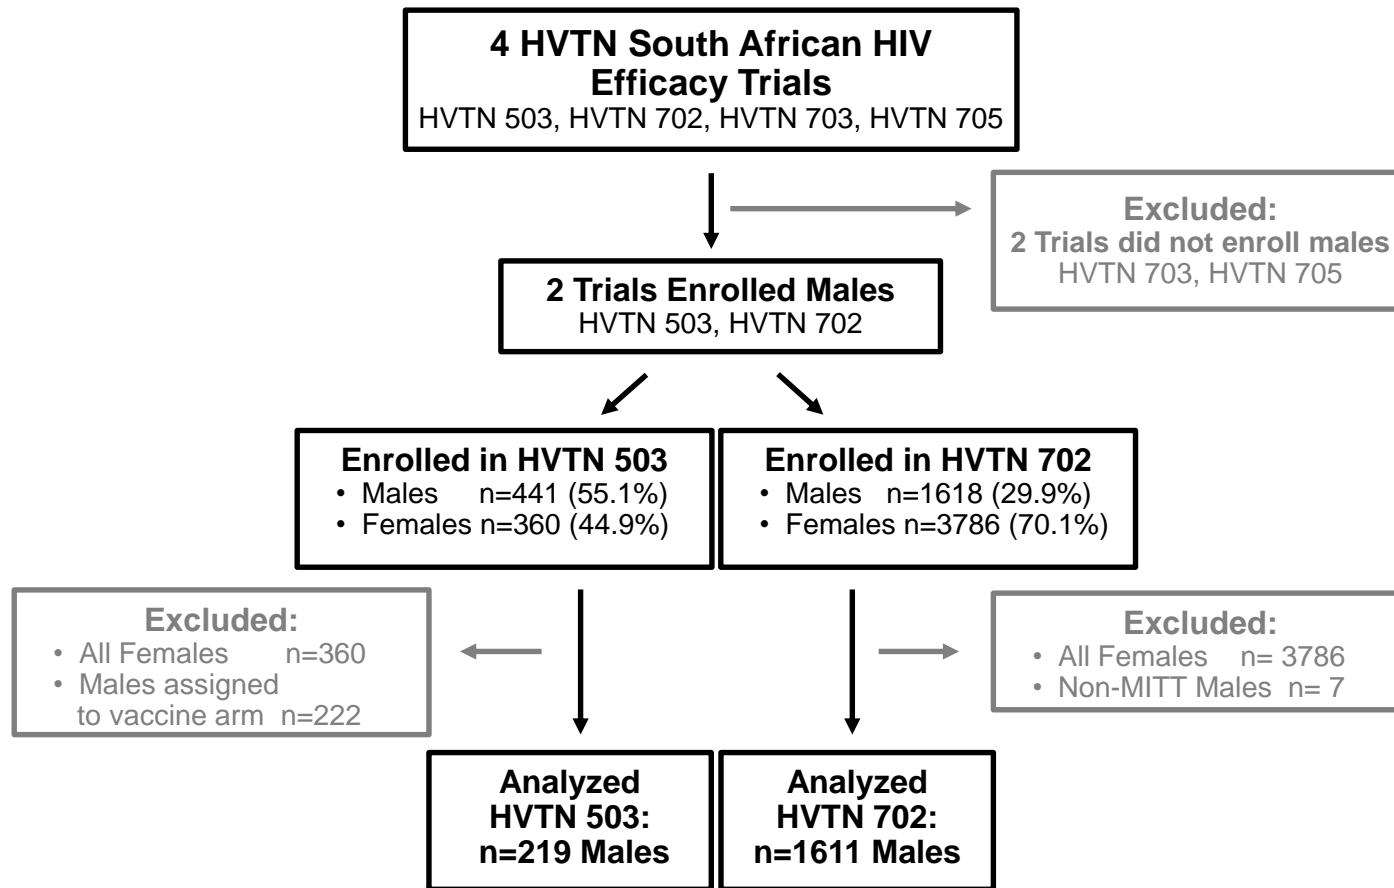 4 HVTN South African HIV
Efficacy Trials
HVTN 503, HVTN 702, HVTN 703, HVTN 705
Excluded:
2 Trials did not enroll males
HVTN 703, HVTN 705
2 Trials Enrolled Males
HVTN 503, HVTN 702
Enrolled in HVTN 503
• Males n=441 (55.1%)
• Females n=360 (44.9%)
Enrolled in HVTN 702
• Males n=1618 (29.9%)
• Females n=3786 (70.1%)
Excluded:
• All Females n=360
• Males assigned
to vaccine arm n=222
Excluded:
• All Females n= 3786
• Non-MITT Males n= 7
Analyzed
HVTN 503:
n=219 Males
Analyzed
HVTN 702:
n=1611 Males